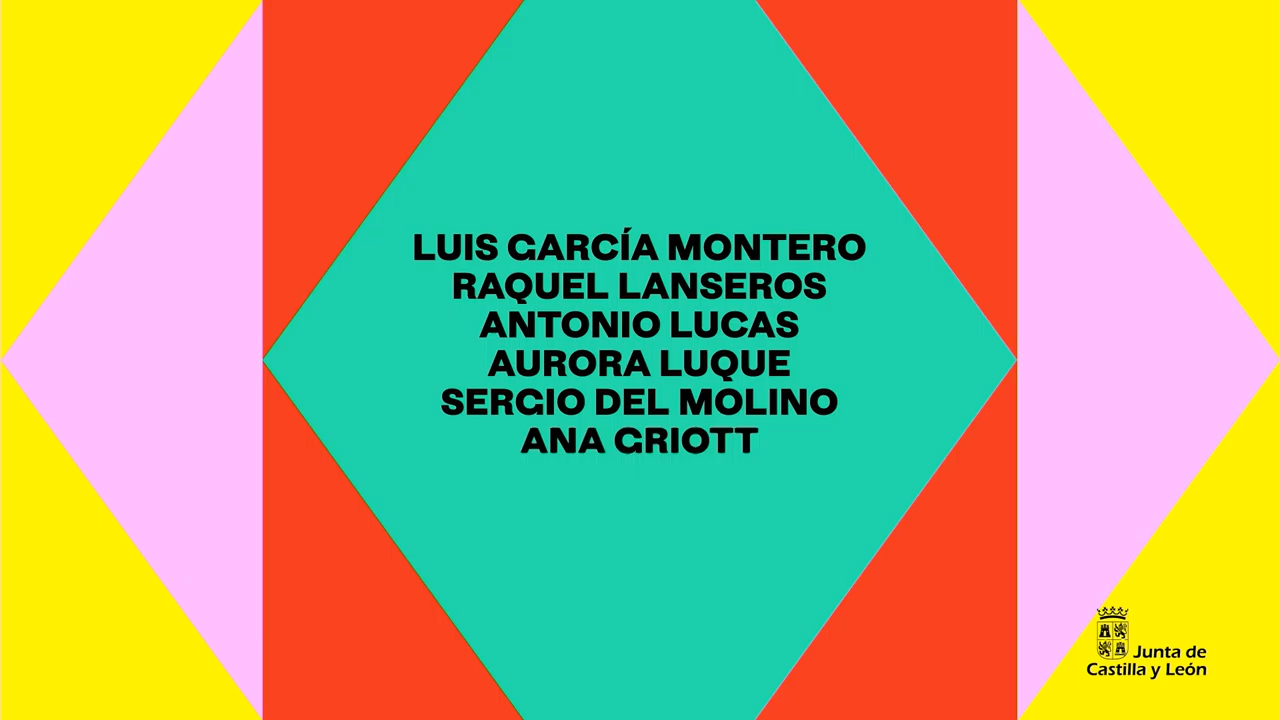 LUIS GARCÍA MONTERO
RAQUEL LANSEROS
ANTONIO LUCAS
AURORA LUQUE
SERGIO DEL MOLINO
ANA GRIOTT
Junta de
Castilla y León